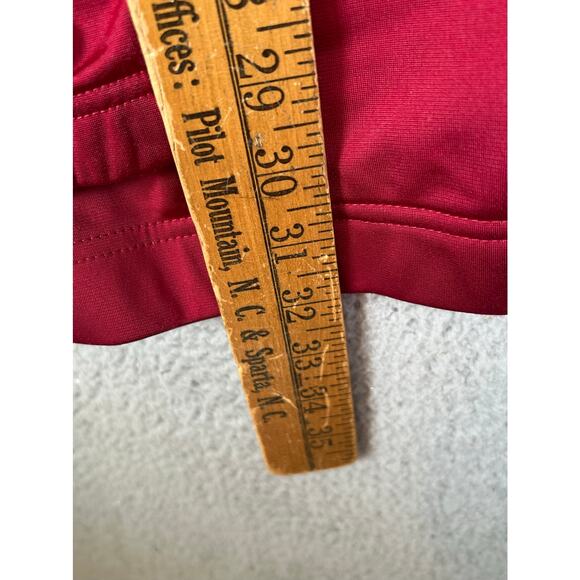 ffices: Pilot Mountain, N. C. & Sparta, N.C.
29 30 31 32 33 34 35